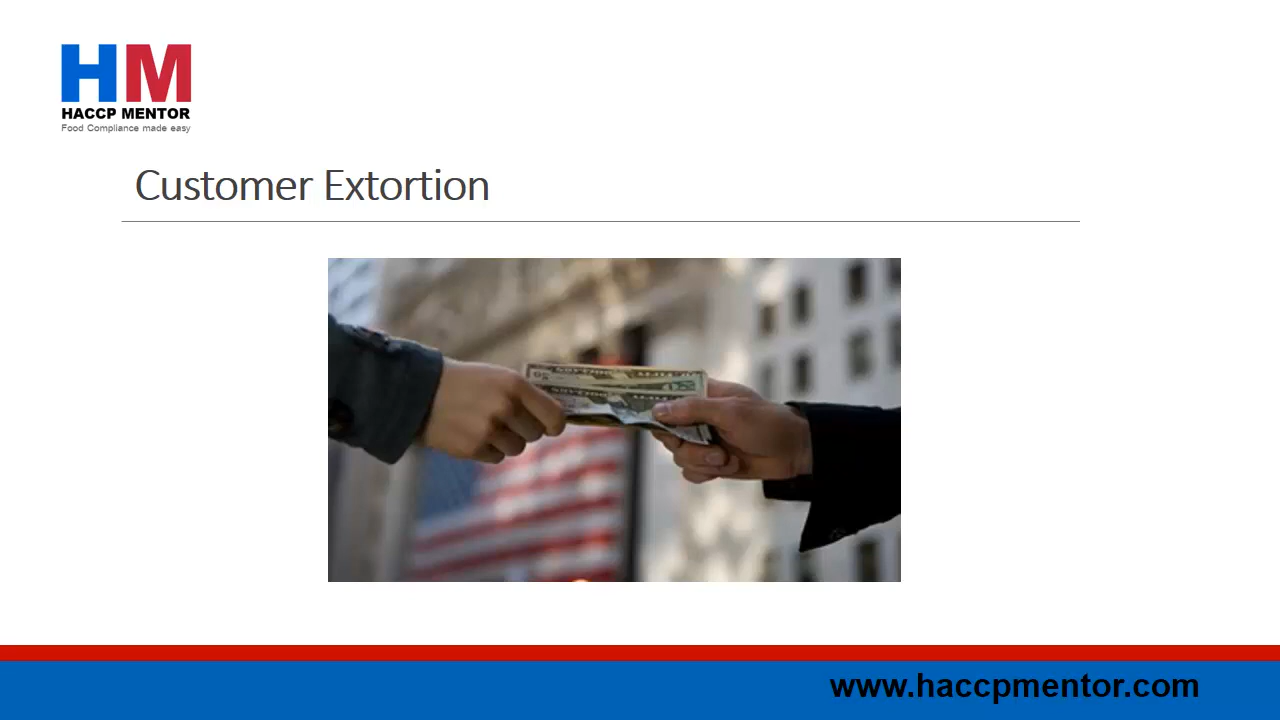 HM
HACCP MENTOR
Food Compliance made easy
Customer Extortion
www.haccpmentor.com